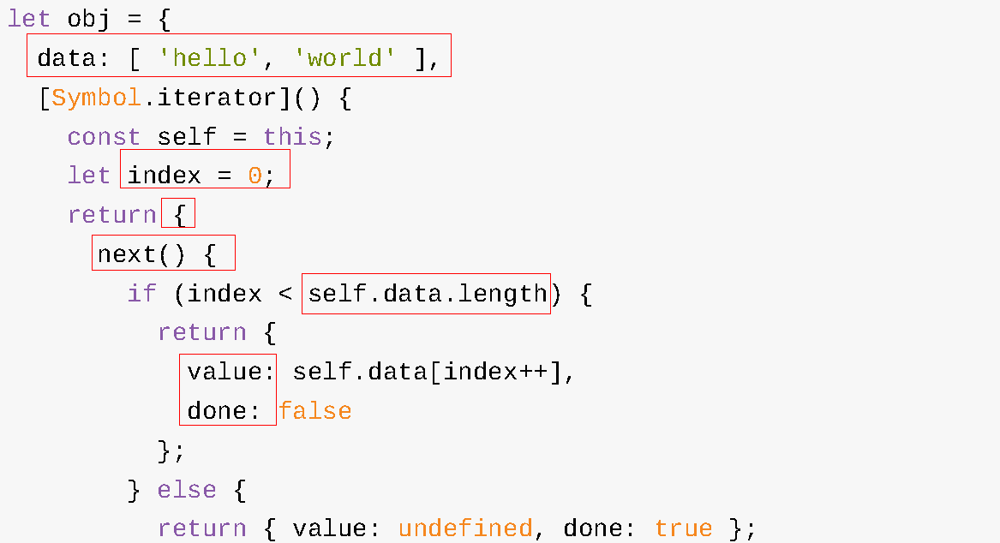 let obj = {
  data: [ 'hello', 'world' ],
  [Symbol.iterator]() {
    const self = this;
    let index = 0;
    return {
      next() {
        if (index < self.data.length) {
          return {
            value: self.data[index++],
            done: false
          };
        } else {
          return { value: undefined, done: true };